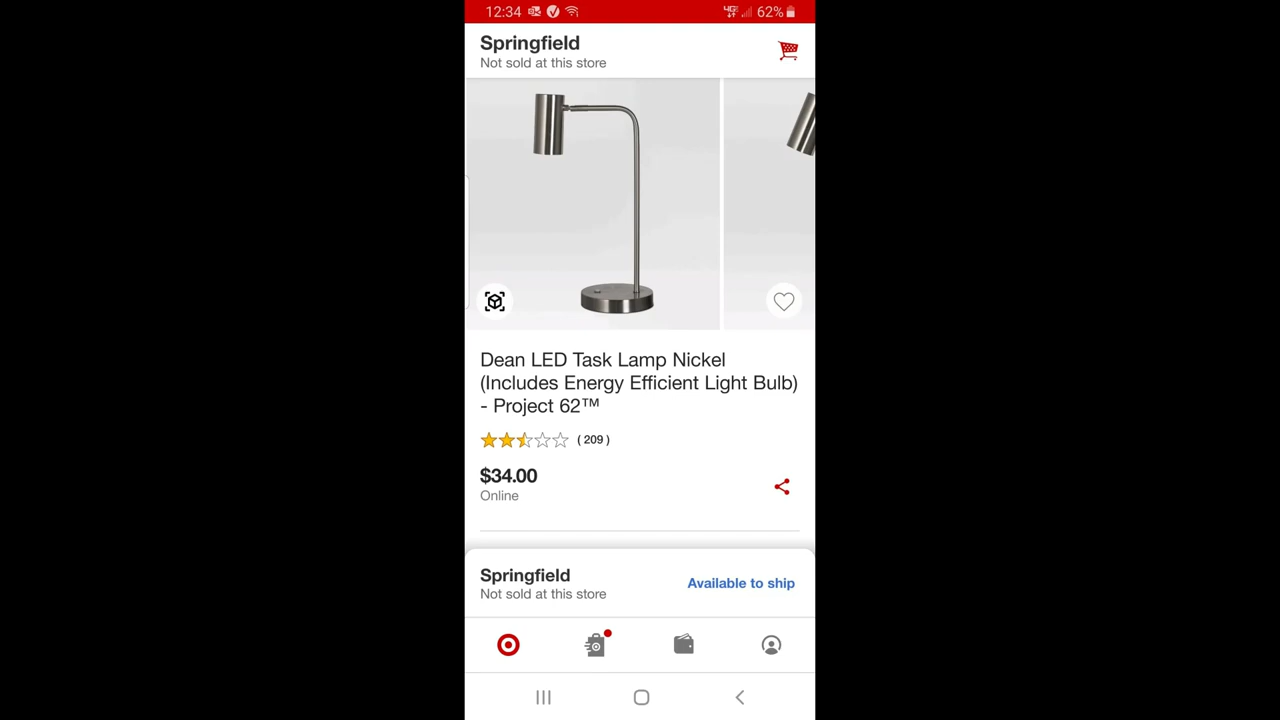 12:34 4G 62%
Springfield
Not sold at this store
Dean LED Task Lamp Nickel
(Includes Energy Efficient Light Bulb)
- Project 62™
( 209 )
$34.00
Online
Springfield
Not sold at this store
Available to ship